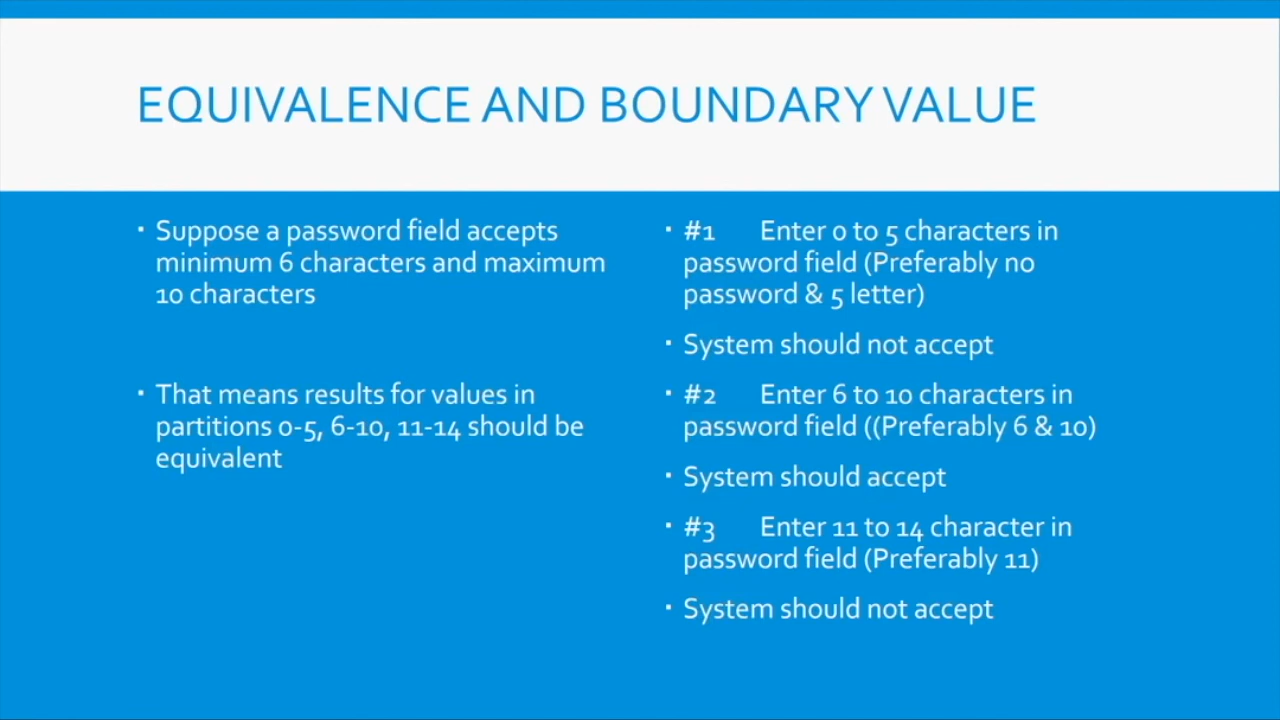 EQUIVALENCE AND BOUNDARY VALUE
▪ Suppose a password field accepts
minimum 6 characters and maximum
10 characters
▪ That means results for values in
partitions 0-5, 6-10, 11-14 should be
equivalent
▪ #1 Enter 0 to 5 characters in
password field (Preferably no
password & 5 letter)
▪ System should not accept
▪ #2 Enter 6 to 10 characters in
password field ((Preferably 6 & 10)
▪ System should accept
▪ #3 Enter 11 to 14 character in
password field (Preferably 11)
▪ System should not accept